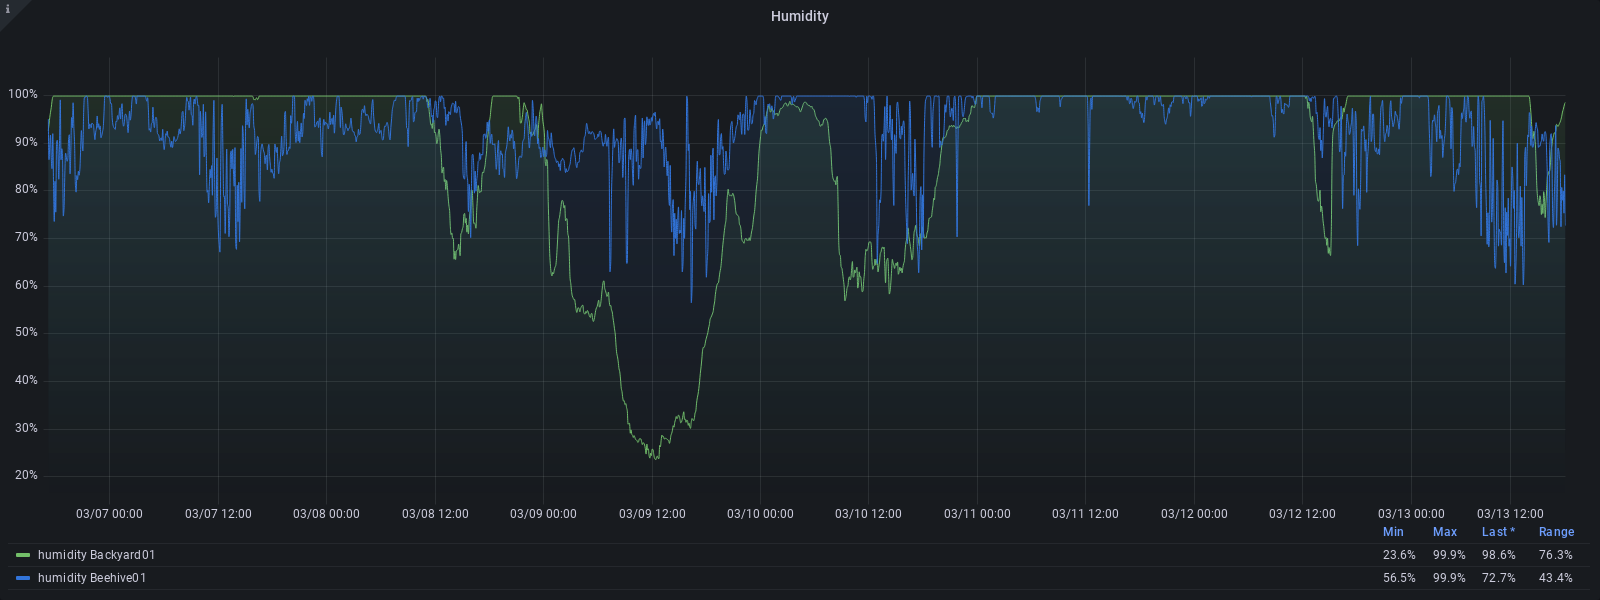 i
Humidity
100%
90%
80%
70%
60%
50%
40%
30%
20%
03/07 00:00 03/07 12:00 03/08 00:00 03/08 12:00 03/09 00:00 03/09 12:00 03/10 00:00 03/10 12:00 03/11 00:00 03/11 12:00 03/12 00:00 03/12 12:00 03/13 00:00 03/13 12:00
Min Max Last * Range
humidity Backyard01 23.6% 99.9% 98.6% 76.3%
humidity Beehive01 56.5% 99.9% 72.7% 43.4%